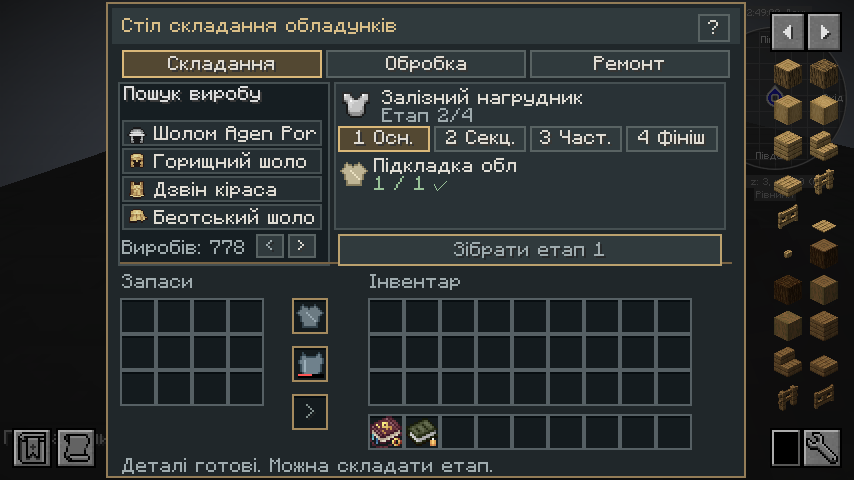 Стіл складання обладунків
?
Складання
Обробка
Ремонт
Пошук виробу
Шолом Agen Por
Горищний шоло
Дзвін кіраса
Беотський шоло
Виробів: 778
<
>
Залізний нагрудник
Етап 2/4
1 Осн.
2 Секц.
3 Част.
4 Фініш
Підкладка обл
1 / 1 ✓
Зібрати етап 1
Запаси
Інвентар
>
Деталі готові. Можна складати етап.